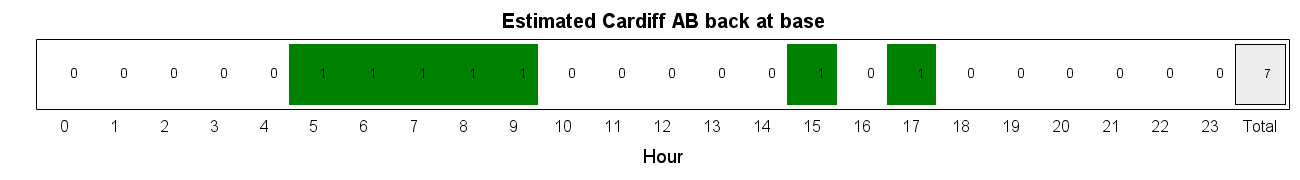 Estimated Cardiff AB back at base
0 0 0 0 0 1 1 1 1 1 0 0 0 0 0 1 0 1 0 0 0 0 0 0 7
0 1 2 3 4 5 6 7 8 9 10 11 12 13 14 15 16 17 18 19 20 21 22 23 Total
Hour